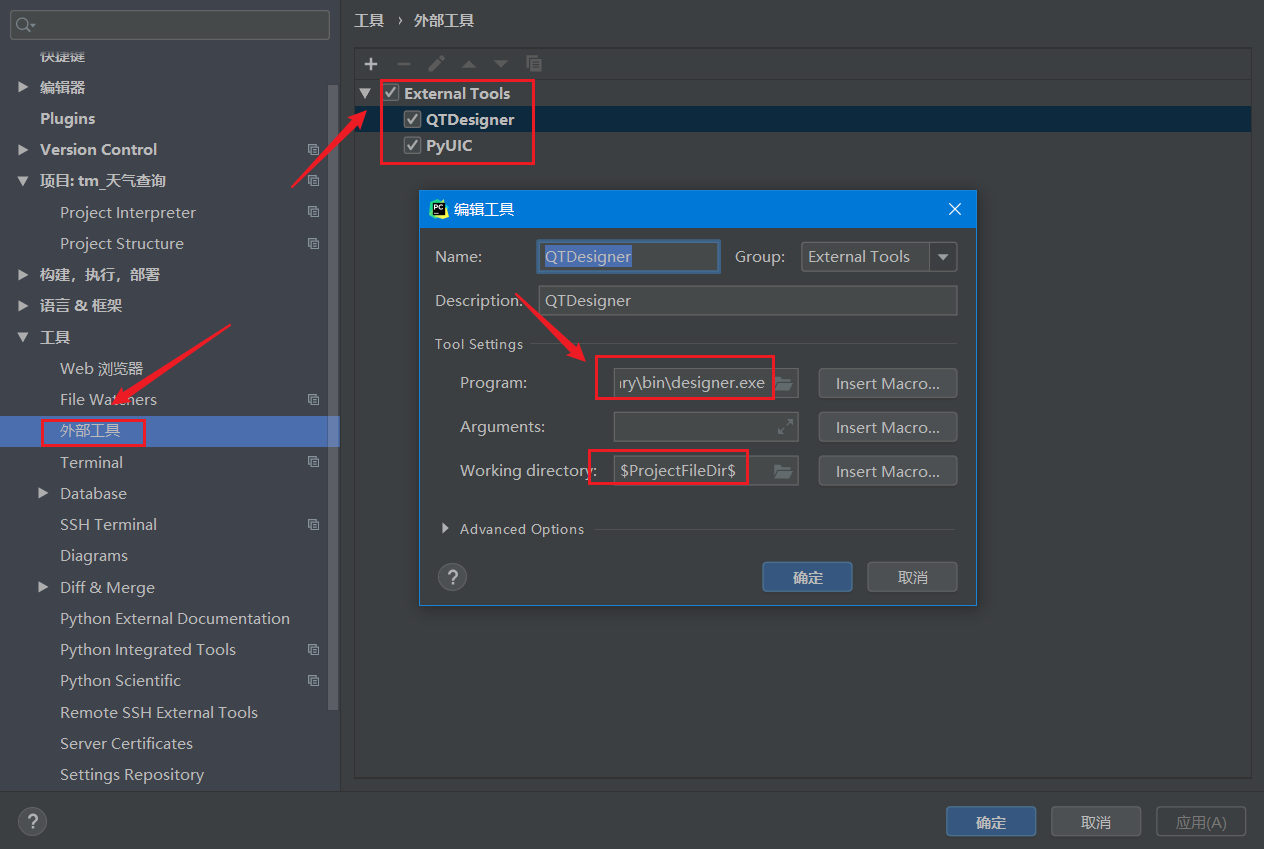 快捷键
编辑器
Plugins
Version Control
项目: tm_天气查询
Project Interpreter
Project Structure
构建，执行，部署
语言 & 框架
工具
Web 浏览器
File Watchers
外部工具
Terminal
Database
SSH Terminal
Diagrams
Diff & Merge
Python External Documentation
Python Integrated Tools
Python Scientific
Remote SSH External Tools
Server Certificates
Settings Repository
?
工具 › 外部工具
External Tools
QTDesigner
PyUIC
PC 编辑工具
Name: QTDesigner Group: External Tools
Description: QTDesigner
Tool Settings
Program: ary\bin\designer.exe Insert Macro...
Arguments: Insert Macro...
Working directory: $ProjectFileDir$ Insert Macro...
Advanced Options
? 确定 取消
确定 取消 应用(A)